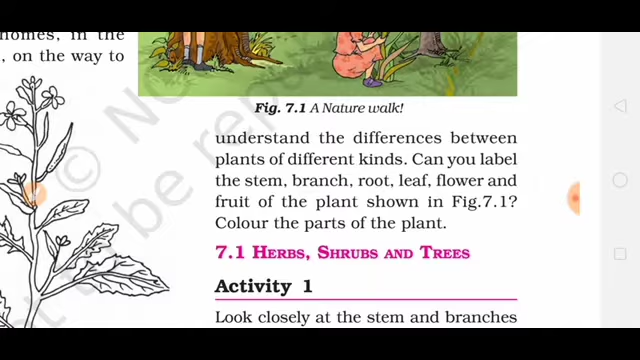 homes, in the
, on the way to
Fig. 7.1 A Nature walk!
understand the differences between
plants of different kinds. Can you label
the stem, branch, root, leaf, flower and
fruit of the plant shown in Fig.7.1?
Colour the parts of the plant.
7.1 HERBS, SHRUBS AND TREES
Activity 1
Look closely at the stem and branches